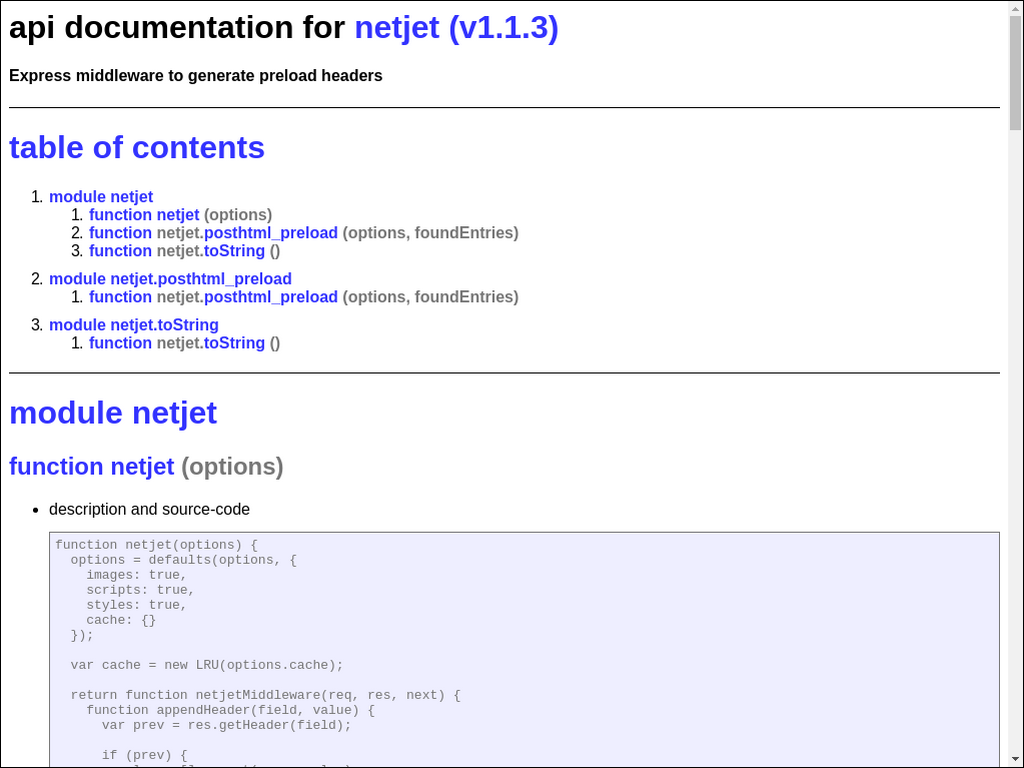 api documentation for netjet (v1.1.3)
Express middleware to generate preload headers
table of contents
1. module netjet
1. function netjet (options)
2. function netjet.posthtml_preload (options, foundEntries)
3. function netjet.toString ()
2. module netjet.posthtml_preload
1. function netjet.posthtml_preload (options, foundEntries)
3. module netjet.toString
1. function netjet.toString ()
module netjet
function netjet (options)
• description and source-code
function netjet(options) {
  options = defaults(options, {
    images: true,
    scripts: true,
    styles: true,
    cache: {}
  });
  var cache = new LRU(options.cache);
  return function netjetMiddleware(req, res, next) {
    function appendHeader(field, value) {
      var prev = res.getHeader(field);
      if (prev) {